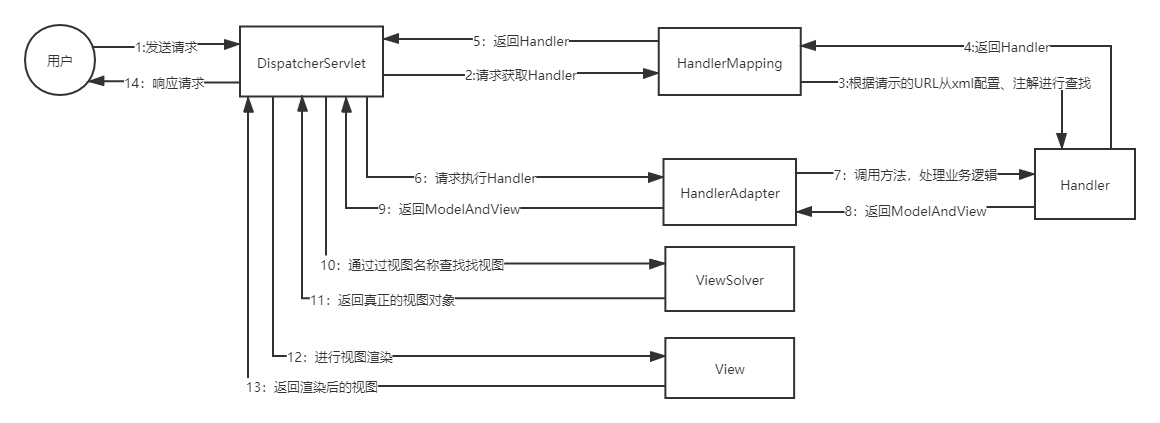 用户
1:发送请求
14：响应请求
DispatcherServlet
5：返回Handler
2:请求获取Handler
HandlerMapping
4:返回Handler
3:根据请示的URL从xml配置、注解进行查找
Handler
6：请求执行Handler
9：返回ModelAndView
HandlerAdapter
7：调用方法，处理业务逻辑
8：返回ModelAndView
10：通过过视图名称查找找视图
11：返回真正的视图对象
ViewSolver
12：进行视图渲染
13：返回渲染后的视图
View